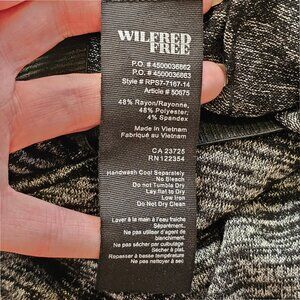 WILFRED
FREE
P.O. # 4500036862
P.O. # 4500036863
Style # RPS7-7167-14
Article # 50675
48% Rayon/Rayonne,
48% Polyester,
4% Spandex
Made in Vietnam
Fabriqué au Vietnam
CA 23725
RN122354
Handwash Cool Separately
No Bleach
Do not Tumble Dry
Lay flat to Dry
Low Iron
Do Not Dry Clean
Laver à la main à l'eau fraîche
Séparément..
Ne pas utiliser d'agent de
blanchiment.
Ne pas sécher par culbutage.
Sécher à plat.
Repasser à basse température
Ne pas nettoyer à sec